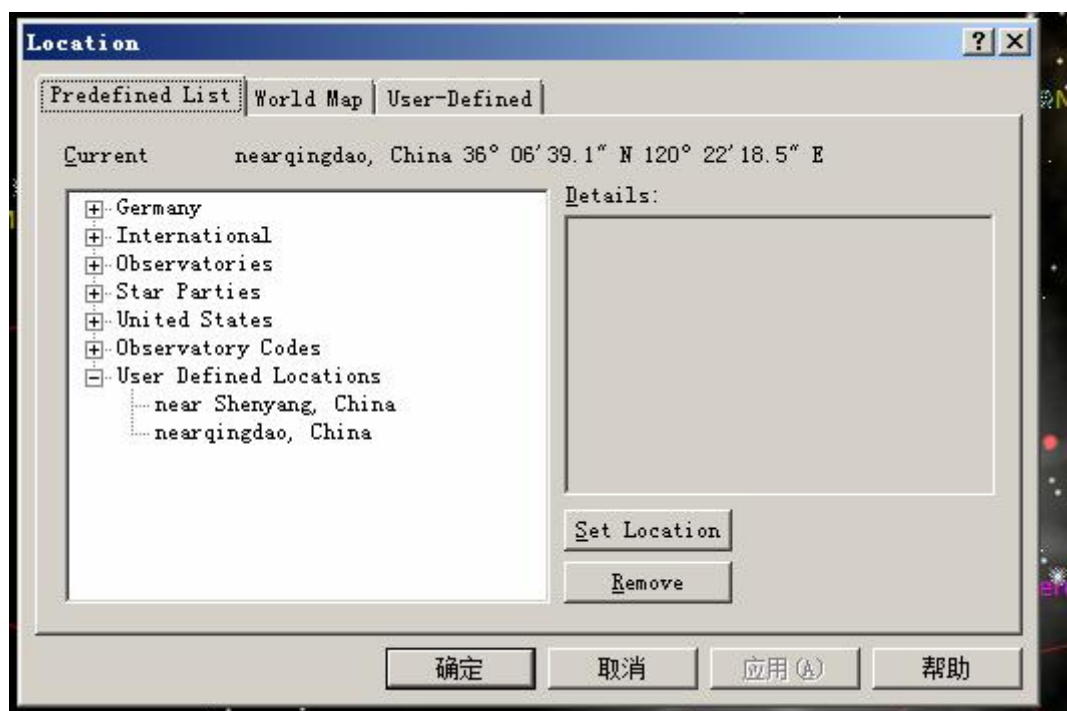 Location
Predefined List World Map User-Defined
Current nearqingdao, China 36° 06′39.1″ N 120° 22′18.5″ E
Details:
Germany
International
Observatories
Star Parties
United States
Observatory Codes
User Defined Locations
near Shenyang, China
nearqingdao, China
Set Location
Remove
确定 取消 应用(A) 帮助